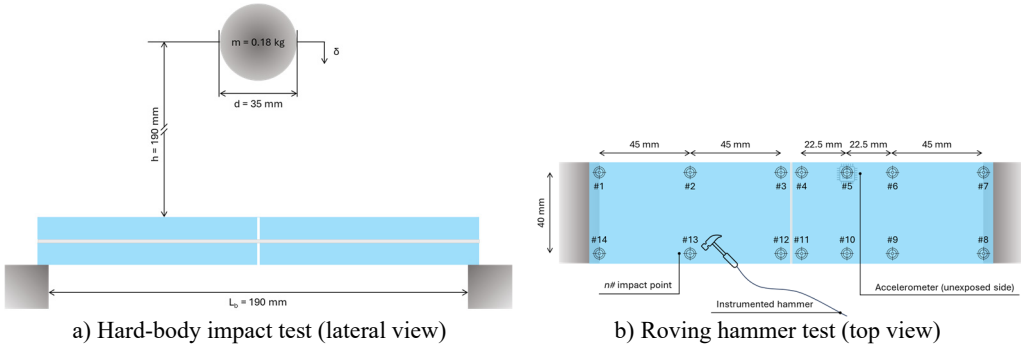 m = 0.18 kg
δ
d = 35 mm
h = 190 mm
L_b = 190 mm
a) Hard-body impact test (lateral view)
45 mm 45 mm 22.5 mm 22.5 mm 45 mm
#1 #2 #3 #4 #5 #6 #7
40 mm
#14 #13 #12 #11 #10 #9 #8
n# impact point
Accelerometer (unexposed side)
Instrumented hammer
b) Roving hammer test (top view)